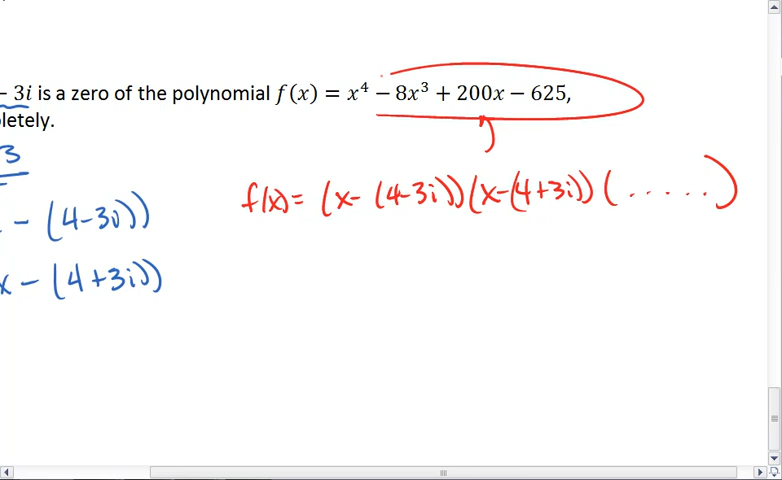 – 3i is a zero of the polynomial f(x) = x⁴ − 8x³ + 200x − 625,
letely.
3
f(x) = (x - (4-3i))(x-(4+3i))( ......)
- (4-3i))
x - (4+3i))